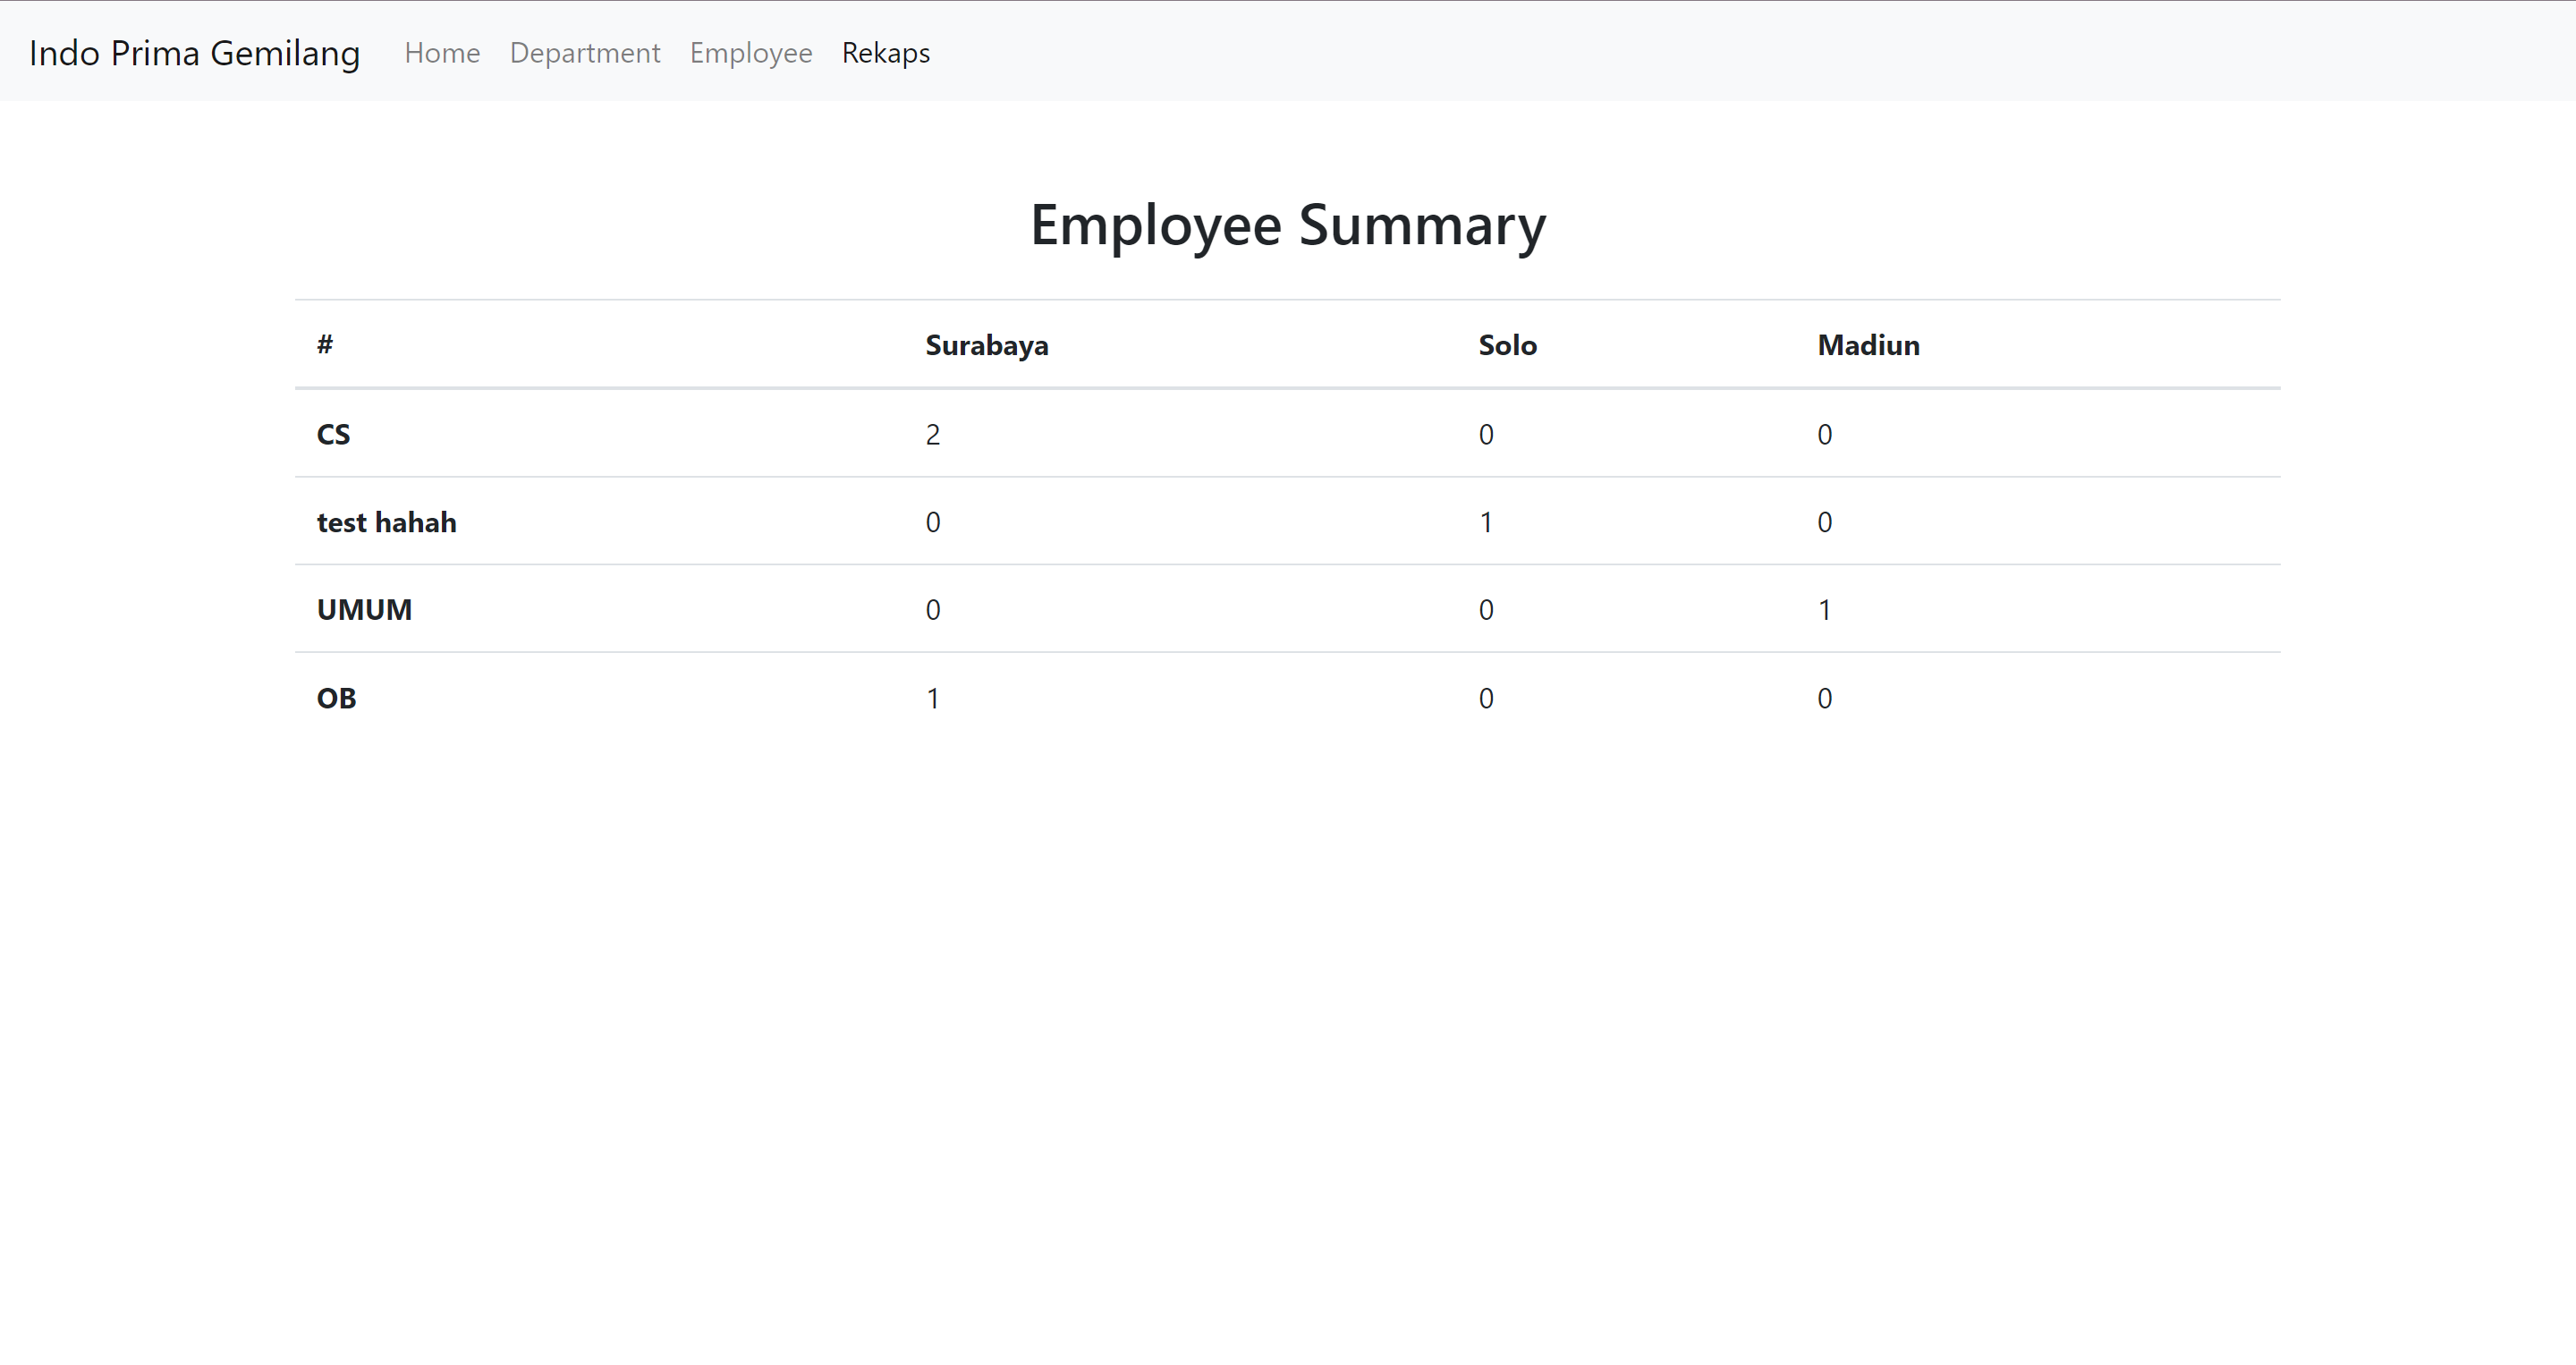 Indo Prima Gemilang Home Department Employee Rekaps
Employee Summary
# Surabaya Solo Madiun
CS 2 0 0
test hahah 0 1 0
UMUM 0 0 1
OB 1 0 0